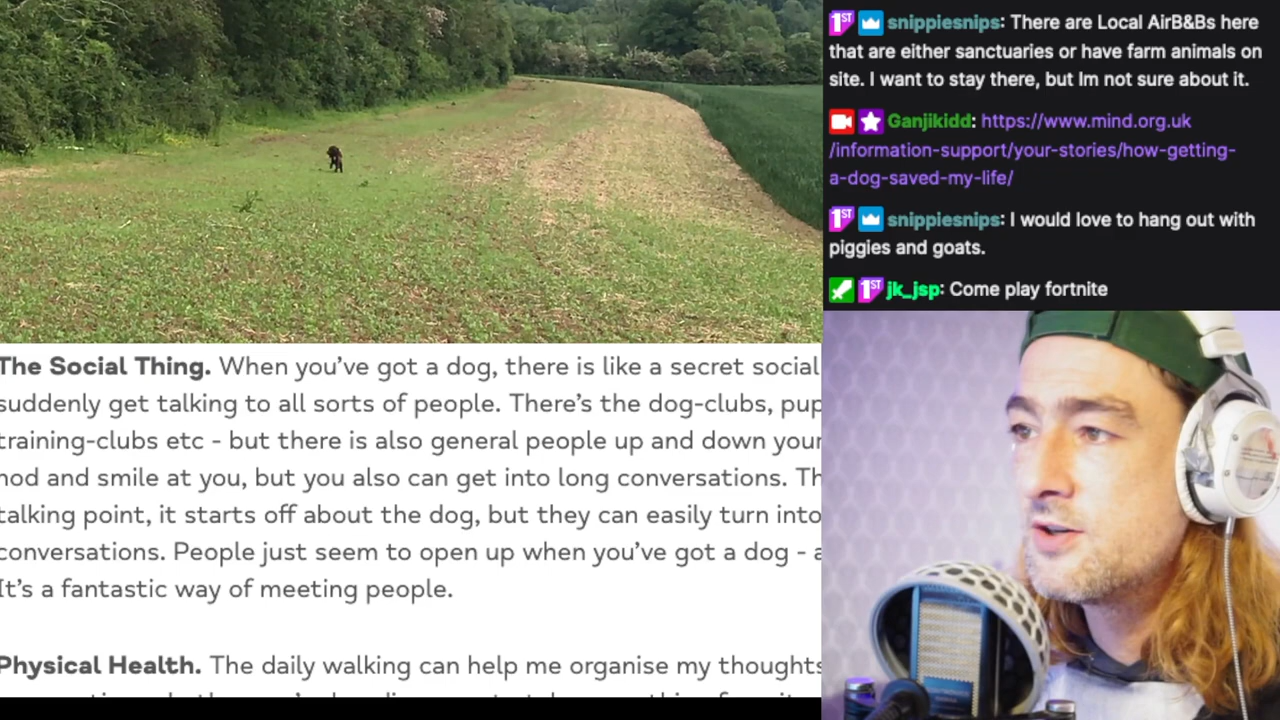 1ST snippiesnips: There are Local AirB&Bs here
that are either sanctuaries or have farm animals on
site. I want to stay there, but Im not sure about it.
Ganjikidd: https://www.mind.org.uk
/information-support/your-stories/how-getting-
a-dog-saved-my-life/
1ST snippiesnips: I would love to hang out with
piggies and goats.
1ST jk_jsp: Come play fortnite
The Social Thing. When you've got a dog, there is like a secret social
suddenly get talking to all sorts of people. There's the dog-clubs, pup
training-clubs etc - but there is also general people up and down your
nod and smile at you, but you also can get into long conversations. Th
talking point, it starts off about the dog, but they can easily turn into
conversations. People just seem to open up when you've got a dog - a
It's a fantastic way of meeting people.
Physical Health. The daily walking can help me organise my thoughts